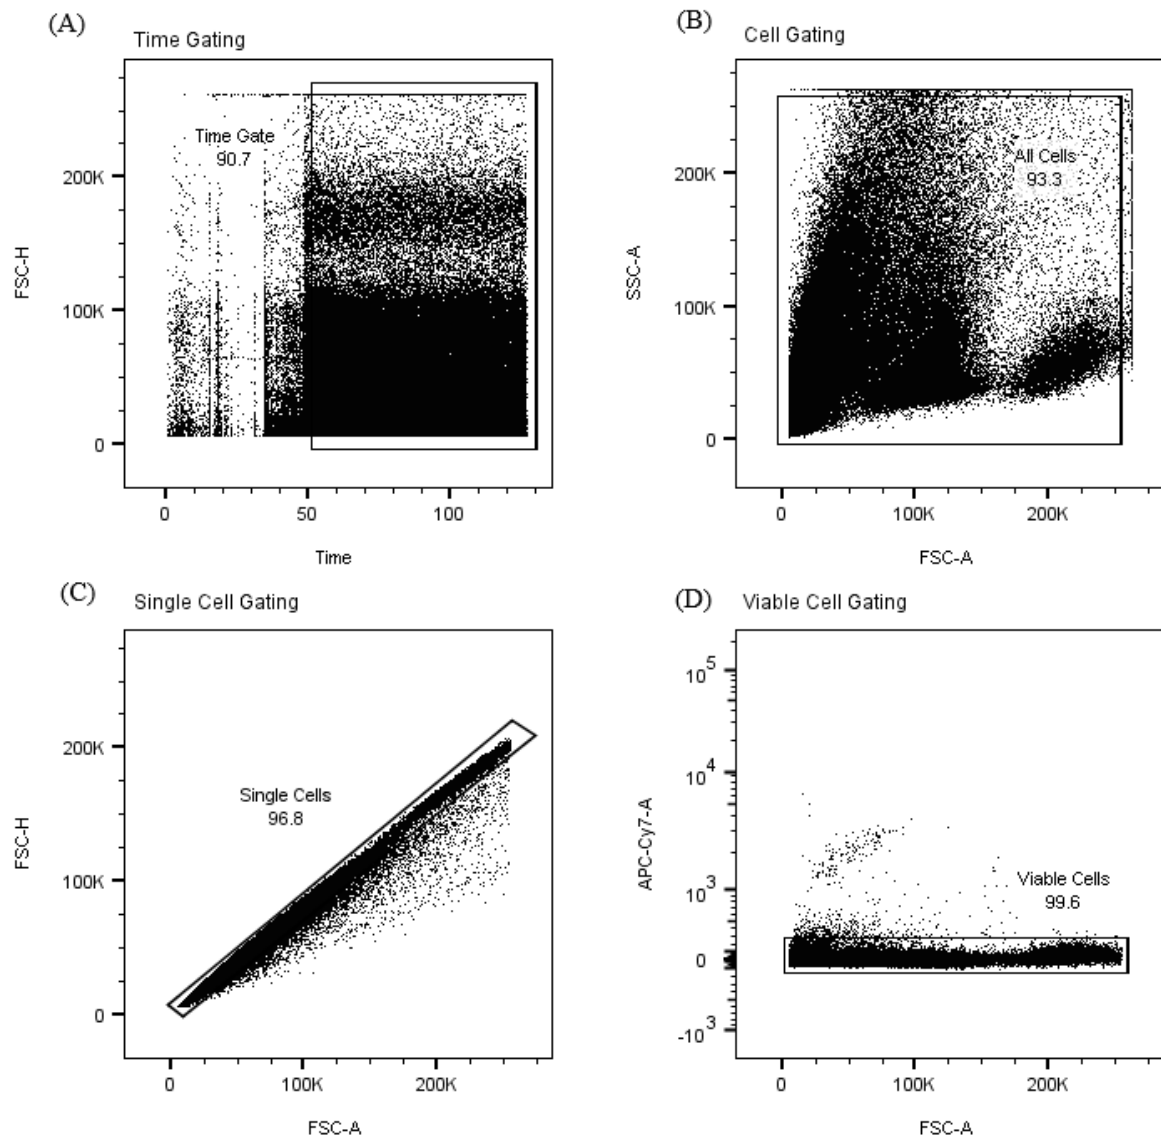 (A)
Time Gating
Time Gate
90.7
200K
100K
0
FSC-H
0
50
100
Time
(B)
Cell Gating
All Cells
93.3
200K
100K
0
SSC-A
0
100K
200K
FSC-A
(C)
Single Cell Gating
Single Cells
96.8
200K
100K
0
FSC-H
0
100K
200K
FSC-A
(D)
Viable Cell Gating
Viable Cells
99.6
10^5
10^4
10^3
0
-10^3
APC-Cy7-A
0
100K
200K
FSC-A